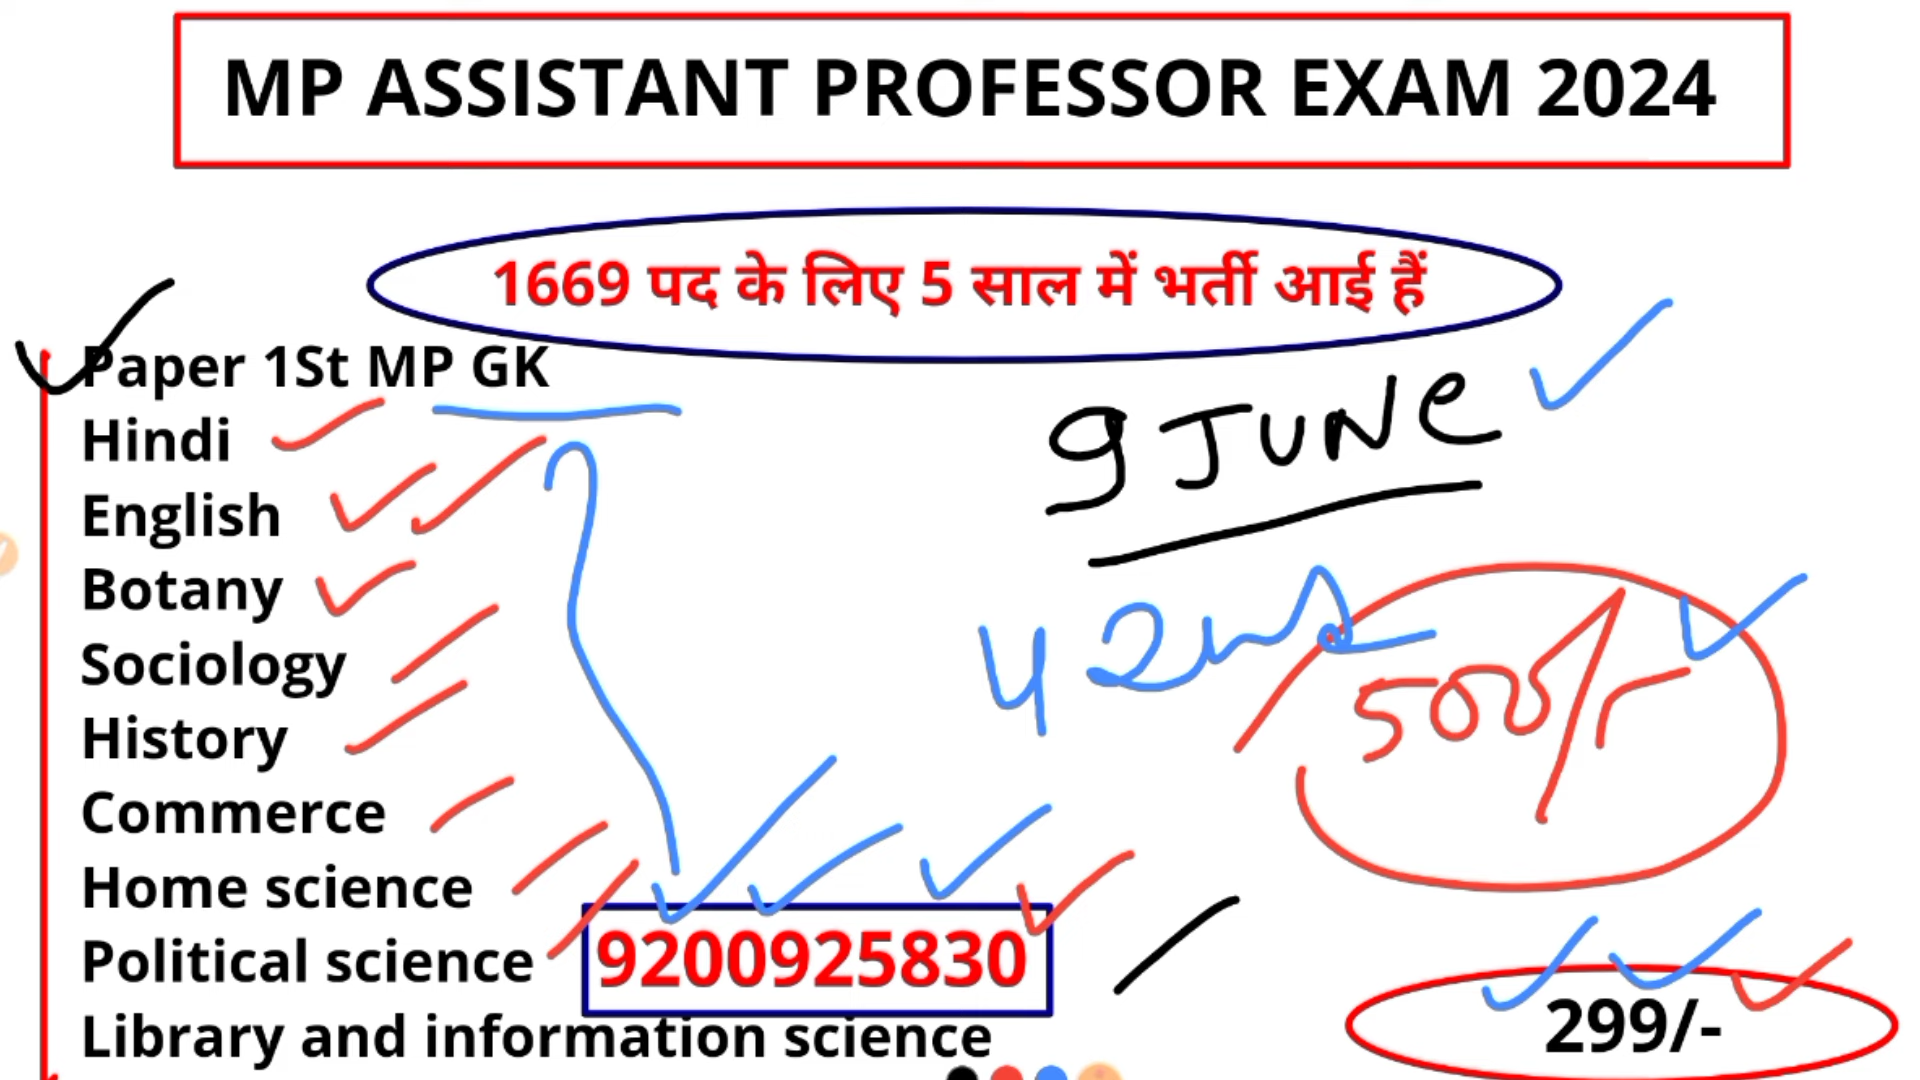 MP ASSISTANT PROFESSOR EXAM 2024
1669 पद के लिए 5 साल में भर्ती आई हैं
Paper 1St MP GK
Hindi
English
Botany
Sociology
History
Commerce
Home science
Political science
Library and information science
9 JUNE
500/-
9200925830
299/-